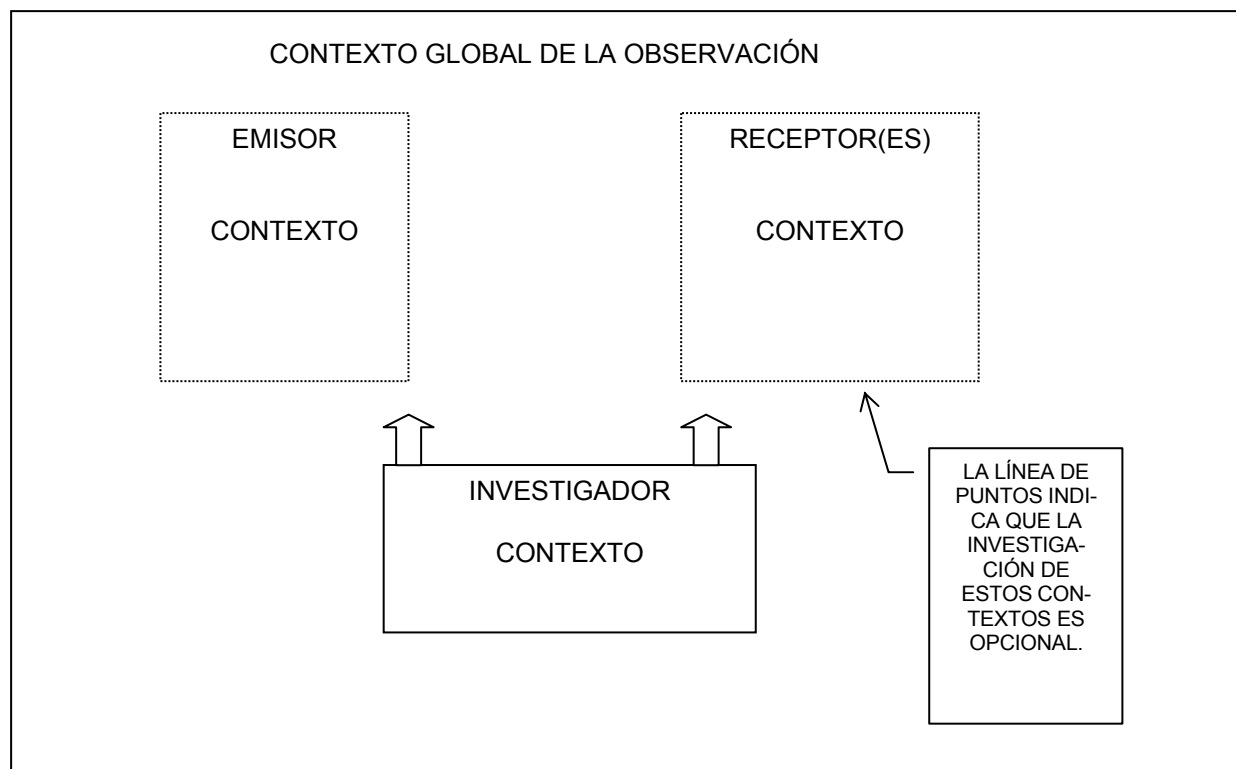 CONTEXTO GLOBAL DE LA OBSERVACIÓN
EMISOR
CONTEXTO
RECEPTOR(ES)
CONTEXTO
INVESTIGADOR
CONTEXTO
LA LÍNEA DE
PUNTOS INDI-
CA QUE LA
INVESTIGA-
CIÓN DE
ESTOS CON-
TEXTOS ES
OPCIONAL.